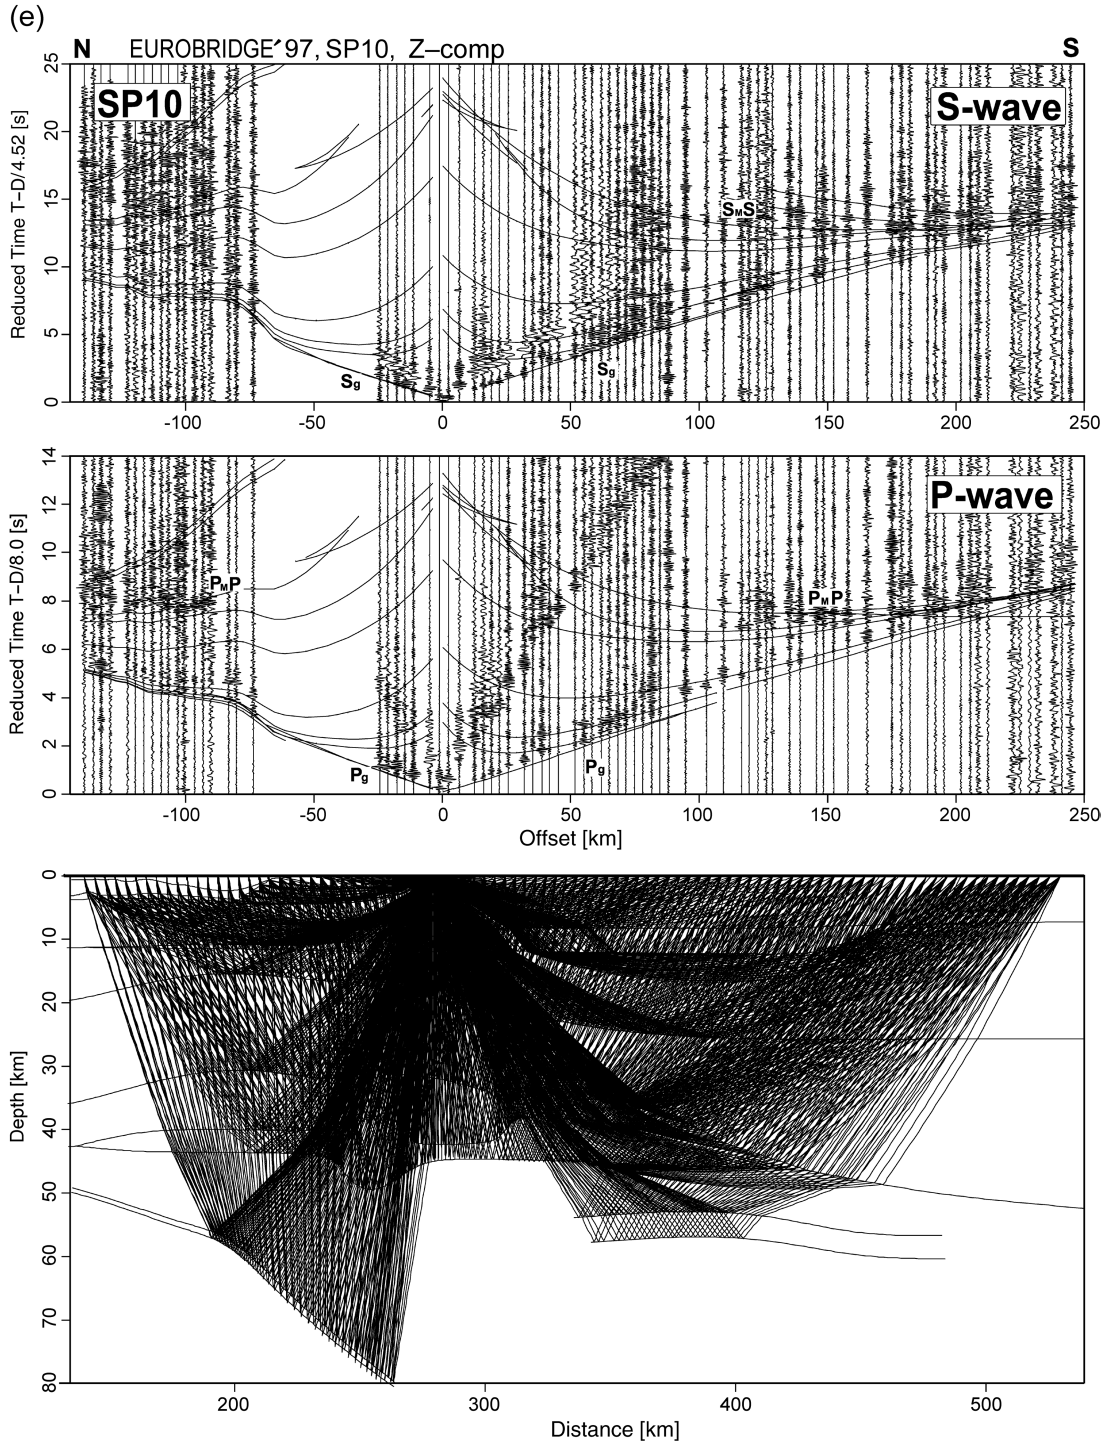 (e)
N EUROBRIDGE´97, SP10, Z–comp S
25
20
15
10
5
0
Reduced Time T–D/4.52 [s]
SP10
S-wave
SMS
Sg
Sg
-100 -50 0 50 100 150 200 250
14
12
10
8
6
4
2
0
Reduced Time T–D/8.0 [s]
P-wave
PMP
PMP
Pg
Pg
-100 -50 0 50 100 150 200 250
Offset [km]
0
10
20
30
40
50
60
70
80
Depth [km]
200 300 400 500
Distance [km]